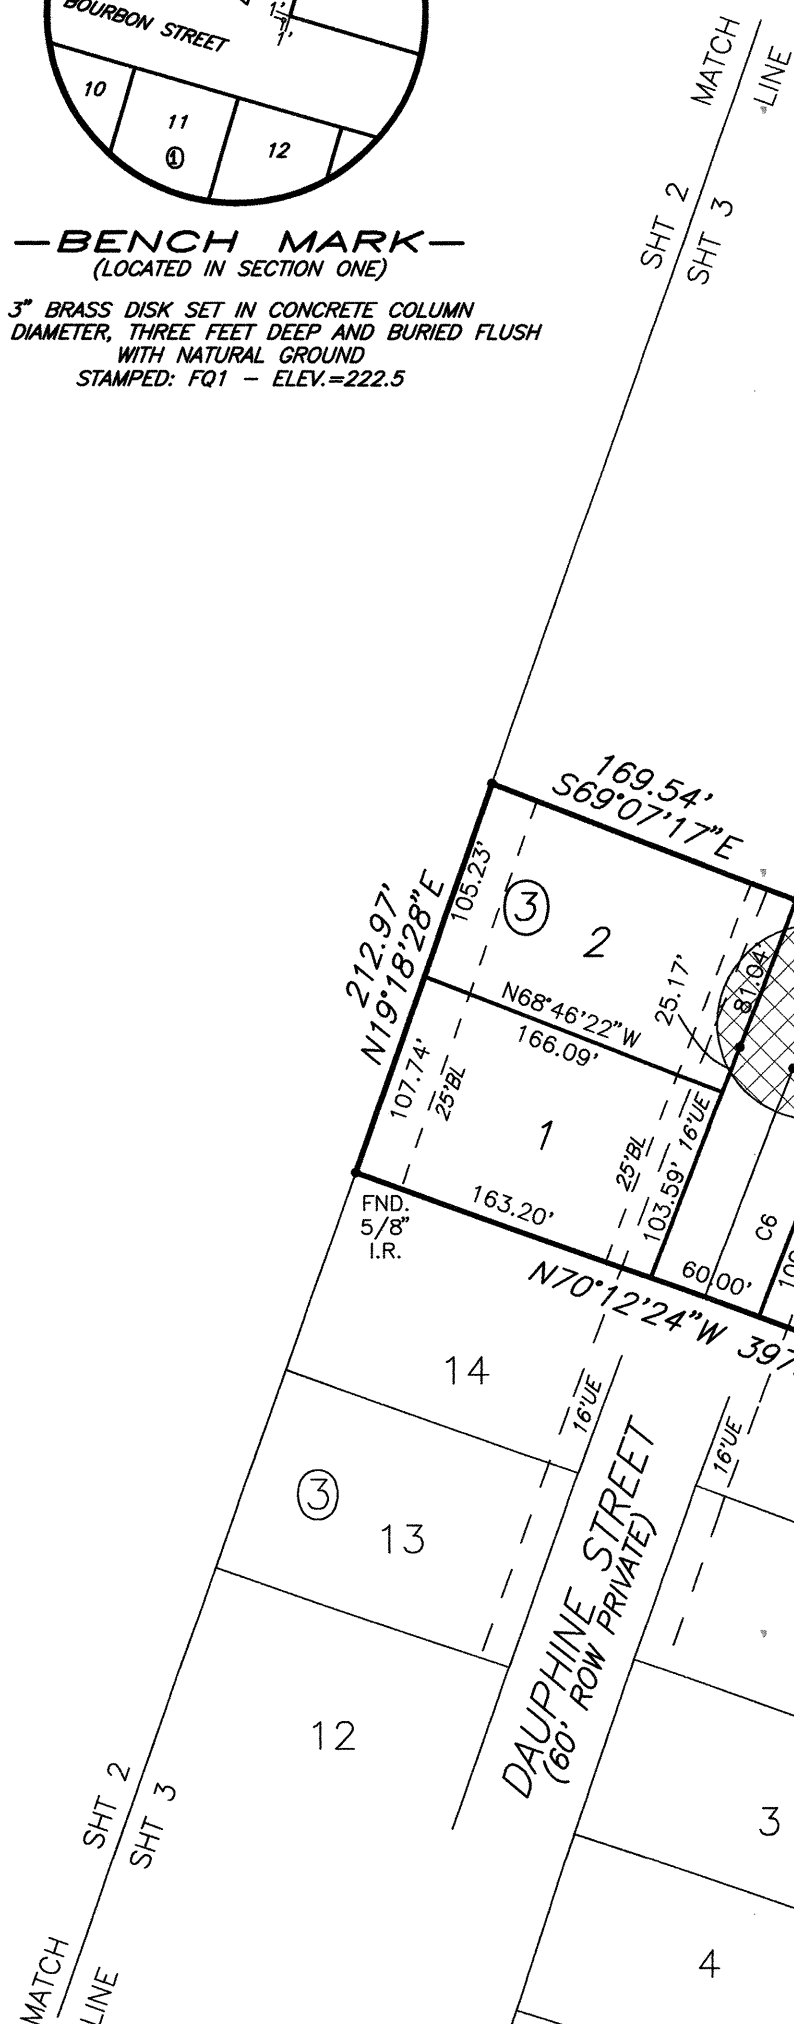 BOURBON STREET
1'
1'
10
11
12
1
—BENCH MARK—
(LOCATED IN SECTION ONE)
3" BRASS DISK SET IN CONCRETE COLUMN
DIAMETER, THREE FEET DEEP AND BURIED FLUSH
WITH NATURAL GROUND
STAMPED: FQ1 - ELEV.=222.5
MATCH
LINE
SHT 2
SHT 3
169.54'
S69°07'17"E
212.97'
N19°18'28"E
105.23'
3
2
25.17'
81.04'
N68°46'22"W
166.09'
107.74'
25'BL
1
25'BL
16'UE
103.59'
163.20'
FND.
5/8"
I.R.
60.00'
C6
N70°12'24"W 397.
14
16'UE
16'UE
3
13
DAUPHINE STREET
(60' ROW PRIVATE)
12
3
SHT 2
SHT 3
4
MATCH
LINE